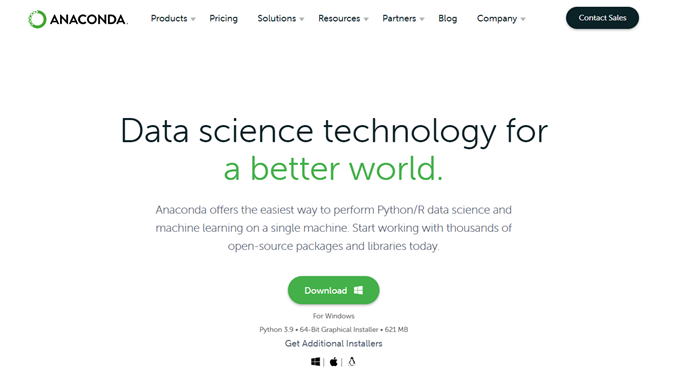 ANACONDA. Products Pricing Solutions Resources Partners Blog Company Contact Sales
Data science technology for
a better world.
Anaconda offers the easiest way to perform Python/R data science and
machine learning on a single machine. Start working with thousands of
open-source packages and libraries today.
Download
For Windows
Python 3.9 • 64-Bit Graphical Installer • 621 MB
Get Additional Installers